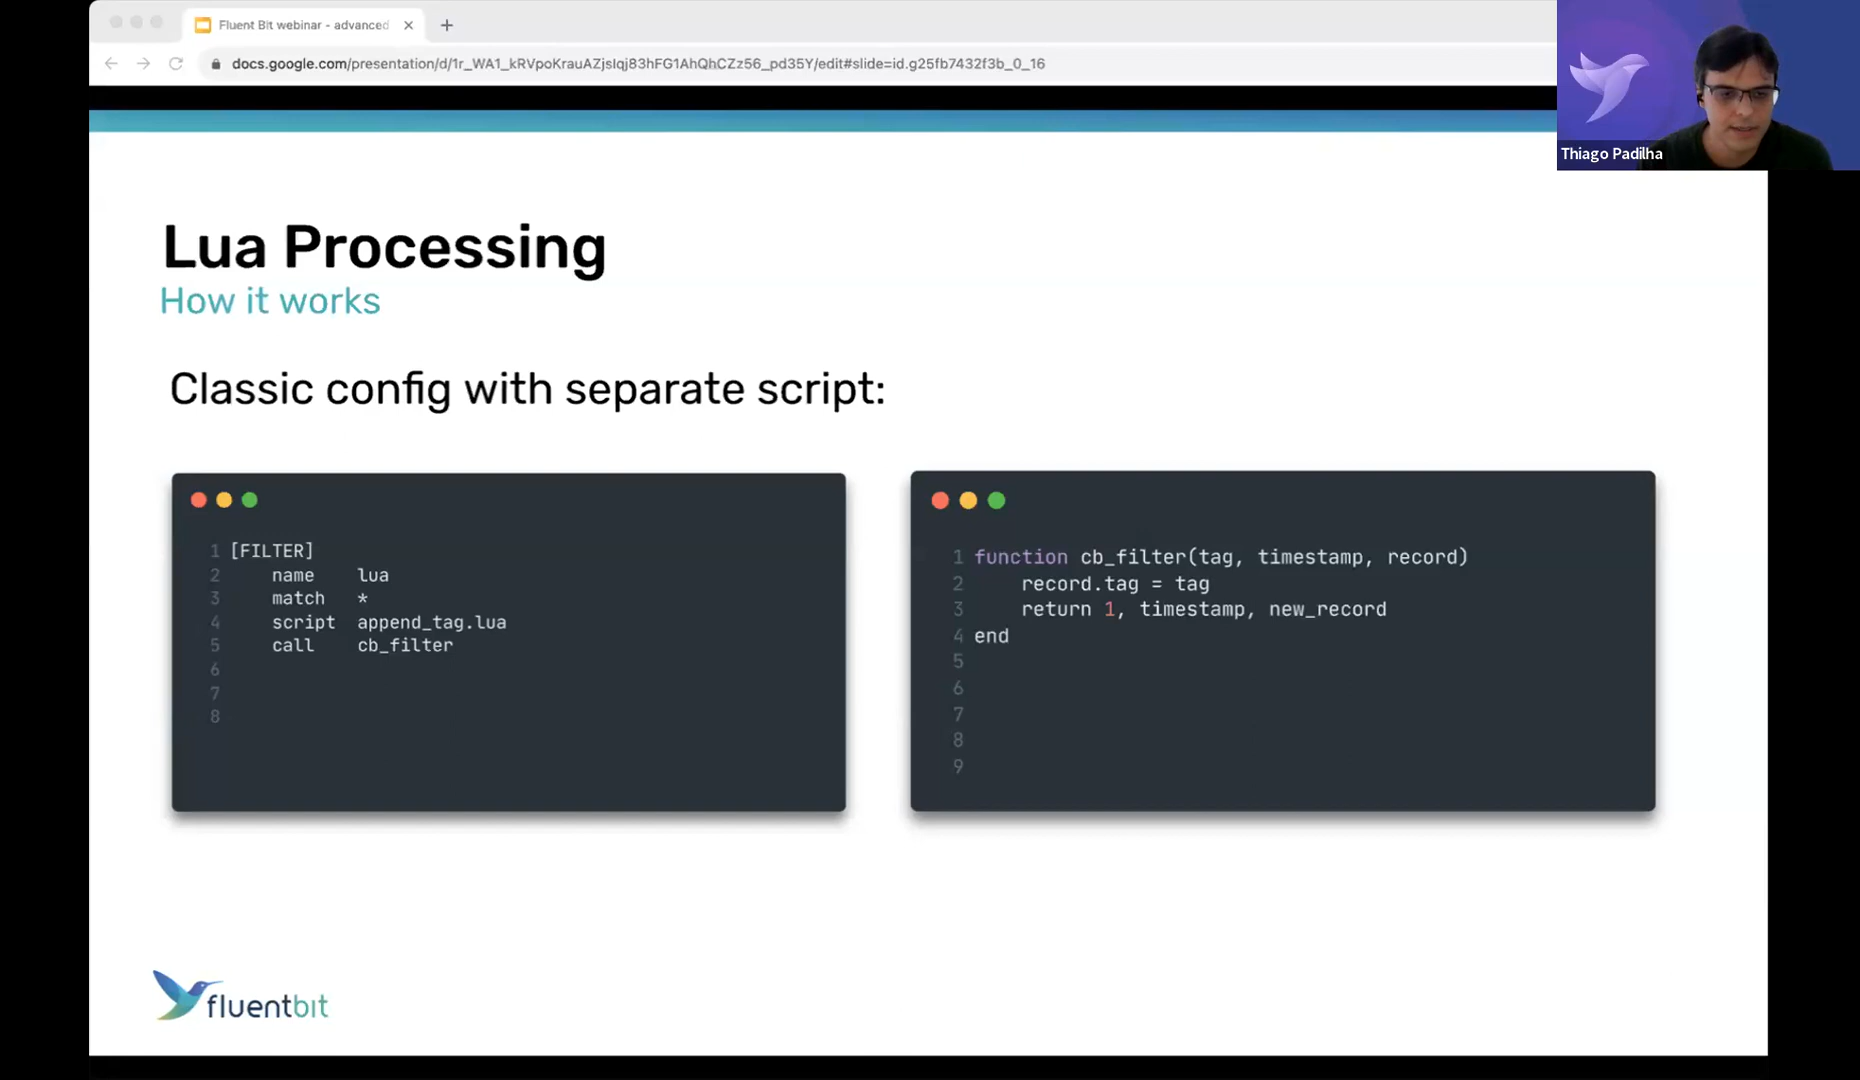 Fluent Bit webinar - advanced
docs.google.com/presentation/d/1r_WA1_kRVpoKrauAZjsIqj83hFG1AhQhCZz56_pd35Y/edit#slide=id.g25fb7432f3b_0_16
Thiago Padilha
Lua Processing
How it works
Classic config with separate script:
1 [FILTER]
2 name lua
3 match *
4 script append_tag.lua
5 call cb_filter
6
7
8
1 function cb_filter(tag, timestamp, record)
2 record.tag = tag
3 return 1, timestamp, new_record
4 end
5
6
7
8
9
fluentbit